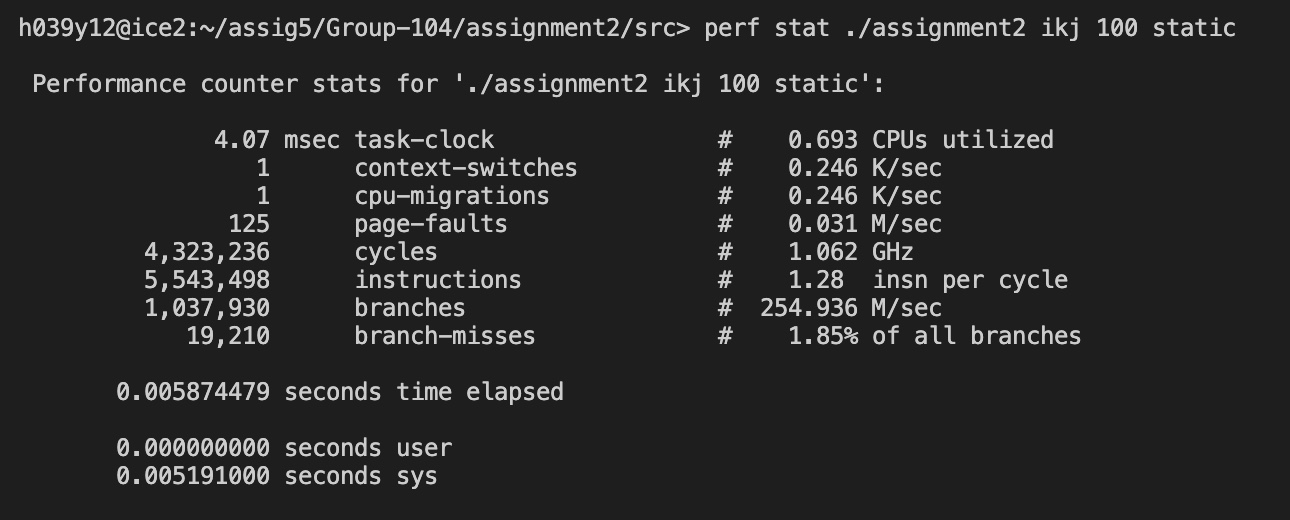 h039y12@ice2:~/assig5/Group-104/assignment2/src> perf stat ./assignment2 ikj 100 static
Performance counter stats for './assignment2 ikj 100 static':
4.07 msec task-clock # 0.693 CPUs utilized
1 context-switches # 0.246 K/sec
1 cpu-migrations # 0.246 K/sec
125 page-faults # 0.031 M/sec
4,323,236 cycles # 1.062 GHz
5,543,498 instructions # 1.28 insn per cycle
1,037,930 branches # 254.936 M/sec
19,210 branch-misses # 1.85% of all branches
0.005874479 seconds time elapsed
0.000000000 seconds user
0.005191000 seconds sys